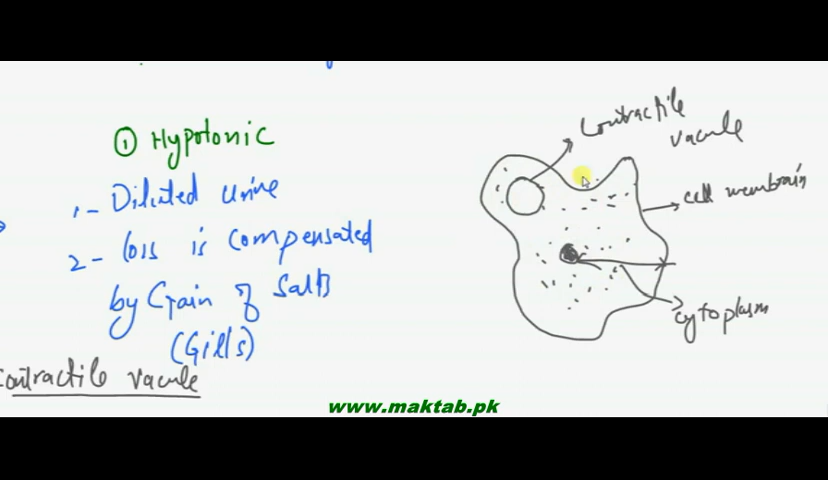 ① Hypotonic
1- Diluted Urine
2- loss is compensated
by Gain of Salts
(Gills)
Contractile vacule
Contractile
vacule
cell membrain
cytoplasm
www.maktab.pk